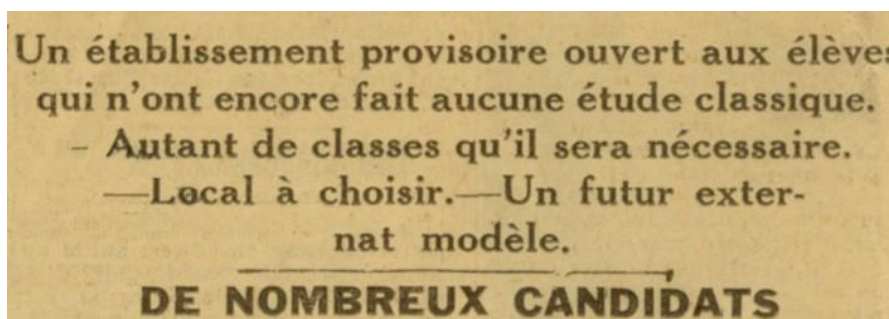 Un établissement provisoire ouvert aux élèves
qui n'ont encore fait aucune étude classique.
- Autant de classes qu'il sera nécessaire.
—Local à choisir.—Un futur exter-
nat modèle.
DE NOMBREUX CANDIDATS